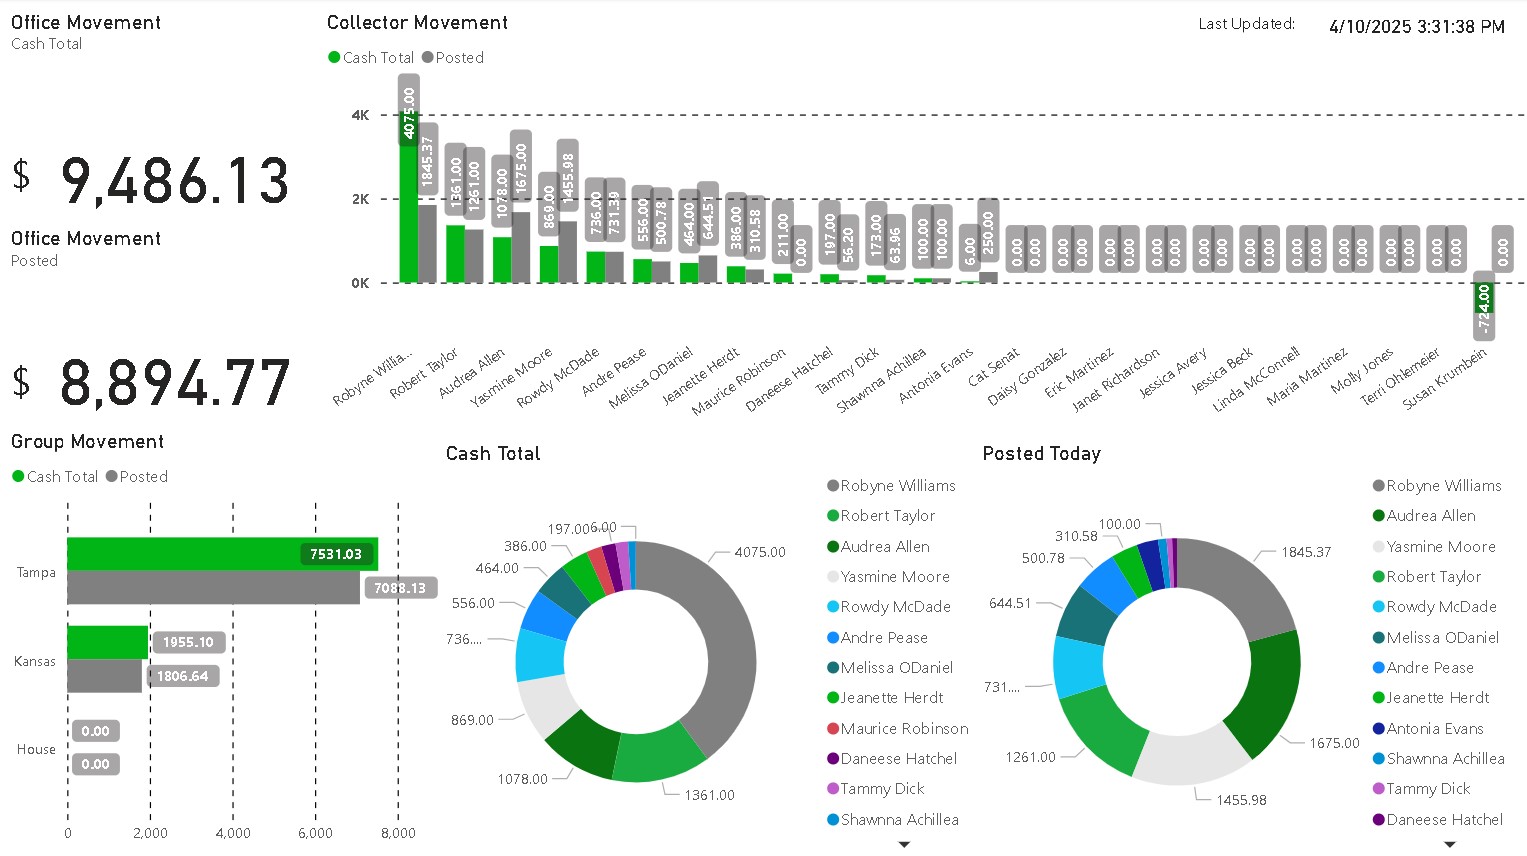 Office Movement
Cash Total
$ 9,486.13
Office Movement
Posted
$ 8,894.77
Collector Movement
Cash Total Posted
Last Updated: 4/10/2025 3:31:38 PM
4K
2K
0K
4075.00 1845.37 1361.00 1261.00 1078.00 1675.00 869.00 1455.98 736.00 731.39 556.00 500.78 464.00 644.51 386.00 310.58 211.00 0.00 197.00 56.20 173.00 63.96 100.00 100.00 6.00 250.00 0.00 0.00 0.00 0.00 0.00 0.00 0.00 0.00 0.00 0.00 0.00 0.00 0.00 0.00 0.00 0.00 0.00 0.00 0.00 0.00 -724.00 0.00
Robyne Willia...
Robert Taylor
Audrea Allen
Yasmine Moore
Rowdy McDade
Andre Pease
Melissa ODaniel
Jeanette Herdt
Maurice Robinson
Daneese Hatchel
Tammy Dick
Shawnna Achillea
Antonia Evans
Cat Senat
Daisy Gonzalez
Eric Martinez
Janet Richardson
Jessica Avery
Jessica Beck
Linda McConnell
Maria Martinez
Molly Jones
Terri Ohlemeier
Susan Krumbein
Group Movement
Cash Total Posted
Tampa
7531.03
7088.13
Kansas
1955.10
1806.64
House
0.00
0.00
0 2,000 4,000 6,000 8,000
Cash Total
4075.00
1361.00
1078.00
869.00
736....
556.00
464.00
386.00
197.00
6.00
Robyne Williams
Robert Taylor
Audrea Allen
Yasmine Moore
Rowdy McDade
Andre Pease
Melissa ODaniel
Jeanette Herdt
Maurice Robinson
Daneese Hatchel
Tammy Dick
Shawnna Achillea
Posted Today
1845.37
1675.00
1455.98
1261.00
731....
644.51
500.78
310.58
100.00
Robyne Williams
Audrea Allen
Yasmine Moore
Robert Taylor
Rowdy McDade
Melissa ODaniel
Andre Pease
Jeanette Herdt
Antonia Evans
Shawnna Achillea
Tammy Dick
Daneese Hatchel